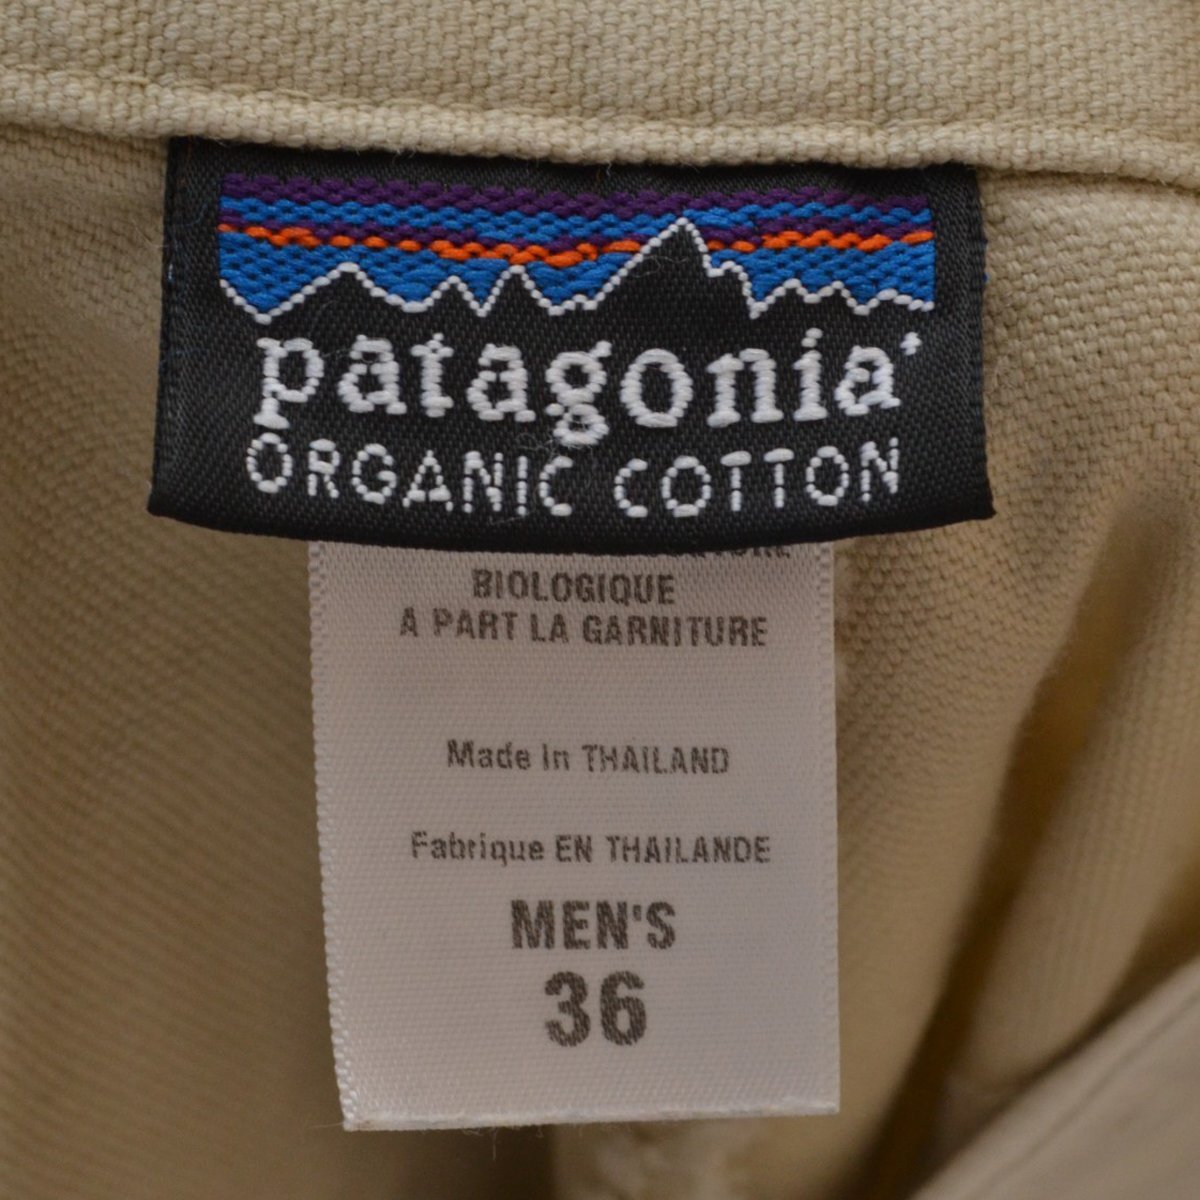 patagonia
ORGANIC COTTON
BIOLOGIQUE
A PART LA GARNITURE
Made in THAILAND
Fabrique EN THAILANDE
MEN'S
36